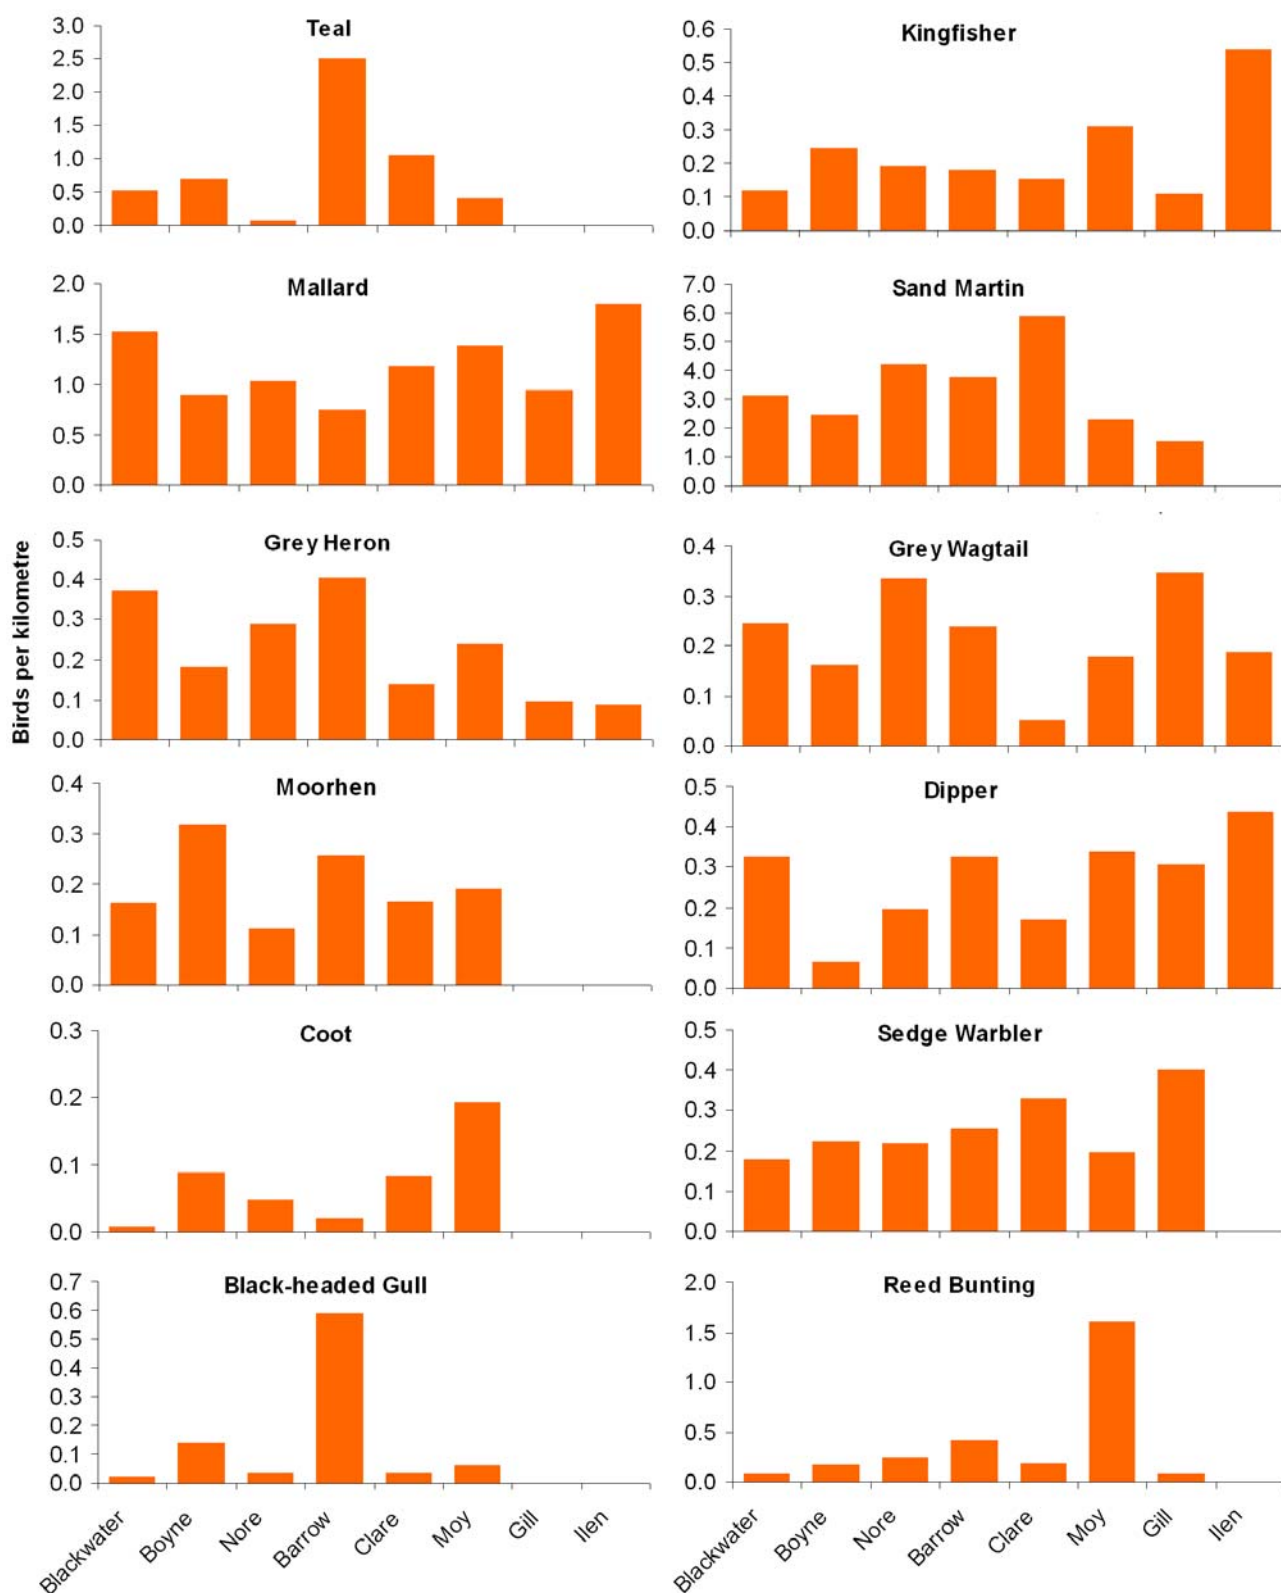 Teal
3.0
2.5
2.0
1.5
1.0
0.5
0.0
Kingfisher
0.6
0.5
0.4
0.3
0.2
0.1
0.0
Mallard
2.0
1.5
1.0
0.5
0.0
Sand Martin
7.0
6.0
5.0
4.0
3.0
2.0
1.0
0.0
Birds per kilometre
Grey Heron
0.5
0.4
0.3
0.2
0.1
0.0
Grey Wagtail
0.4
0.3
0.2
0.1
0.0
Moorhen
0.4
0.3
0.2
0.1
0.0
Dipper
0.5
0.4
0.3
0.2
0.1
0.0
Coot
0.3
0.2
0.1
0.0
Sedge Warbler
0.5
0.4
0.3
0.2
0.1
0.0
Black-headed Gull
0.7
0.6
0.5
0.4
0.3
0.2
0.1
0.0
Blackwater
Boyne
Nore
Barrow
Clare
Moy
Gill
Ilen
Reed Bunting
2.0
1.5
1.0
0.5
0.0
Blackwater
Boyne
Nore
Barrow
Clare
Moy
Gill
Ilen